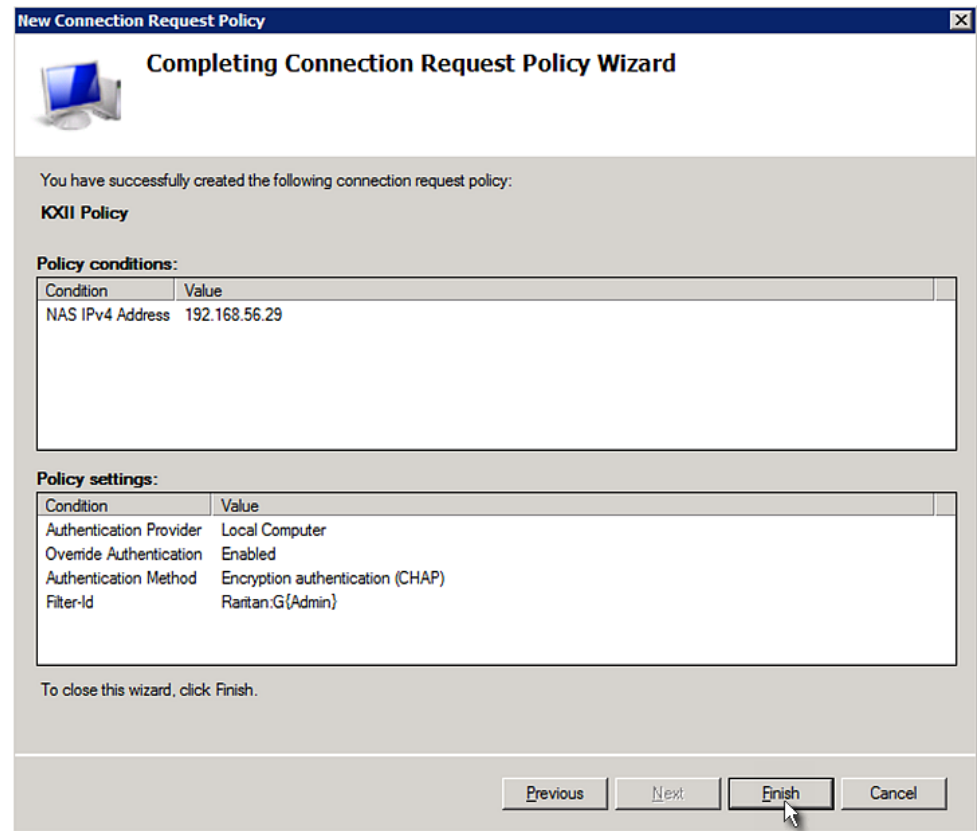 New Connection Request Policy
Completing Connection Request Policy Wizard
You have successfully created the following connection request policy:
KXII Policy
Policy conditions:
Condition Value
NAS IPv4 Address 192.168.56.29
Policy settings:
Condition Value
Authentication Provider Local Computer
Override Authentication Enabled
Authentication Method Encryption authentication (CHAP)
Filter-Id Raritan:G{Admin}
To close this wizard, click Finish.
Previous Next Finish Cancel